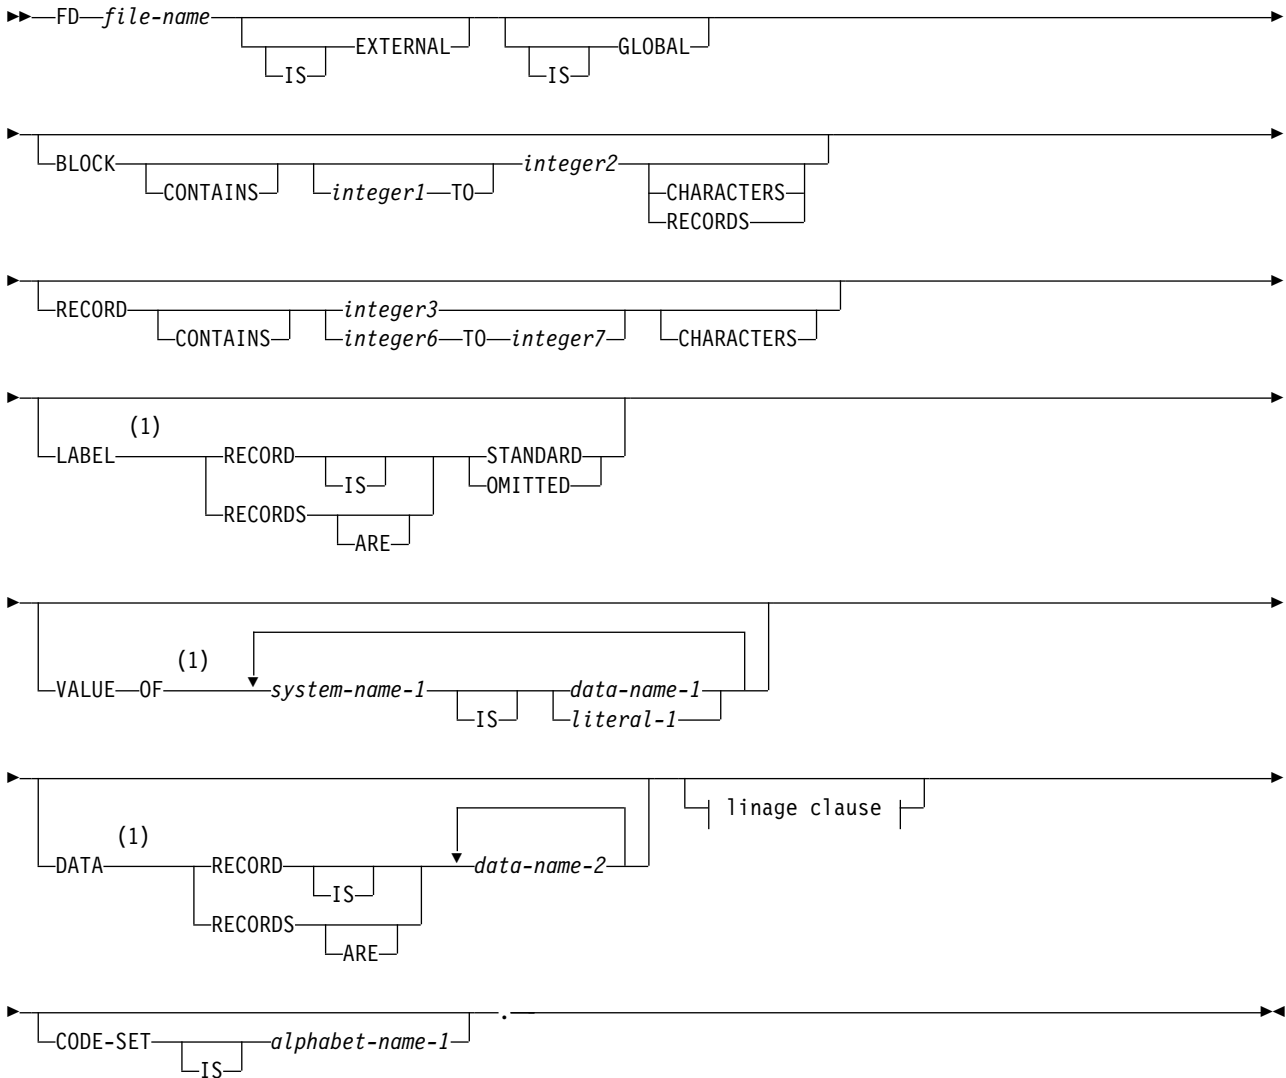 FD file-name EXTERNAL GLOBAL
IS IS
BLOCK integer2
CONTAINS integer1 TO CHARACTERS
RECORDS
RECORD integer3
CONTAINS integer6 TO integer7 CHARACTERS
(1)
LABEL RECORD STANDARD
IS OMITTED
RECORDS
ARE
(1)
VALUE OF system-name-1 data-name-1
IS literal-1
linage clause
(1)
DATA RECORD data-name-2
IS
RECORDS
ARE
.
CODE-SET alphabet-name-1
IS